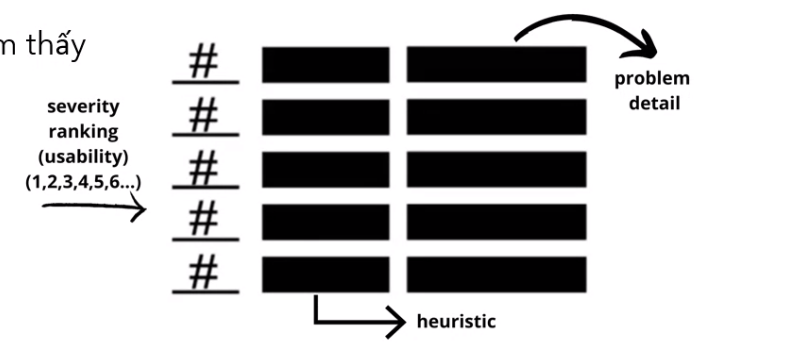 thấy
#
problem
detail
severity
ranking
(usability)
(1,2,3,4,5,6...)
#
#
#
#
heuristic